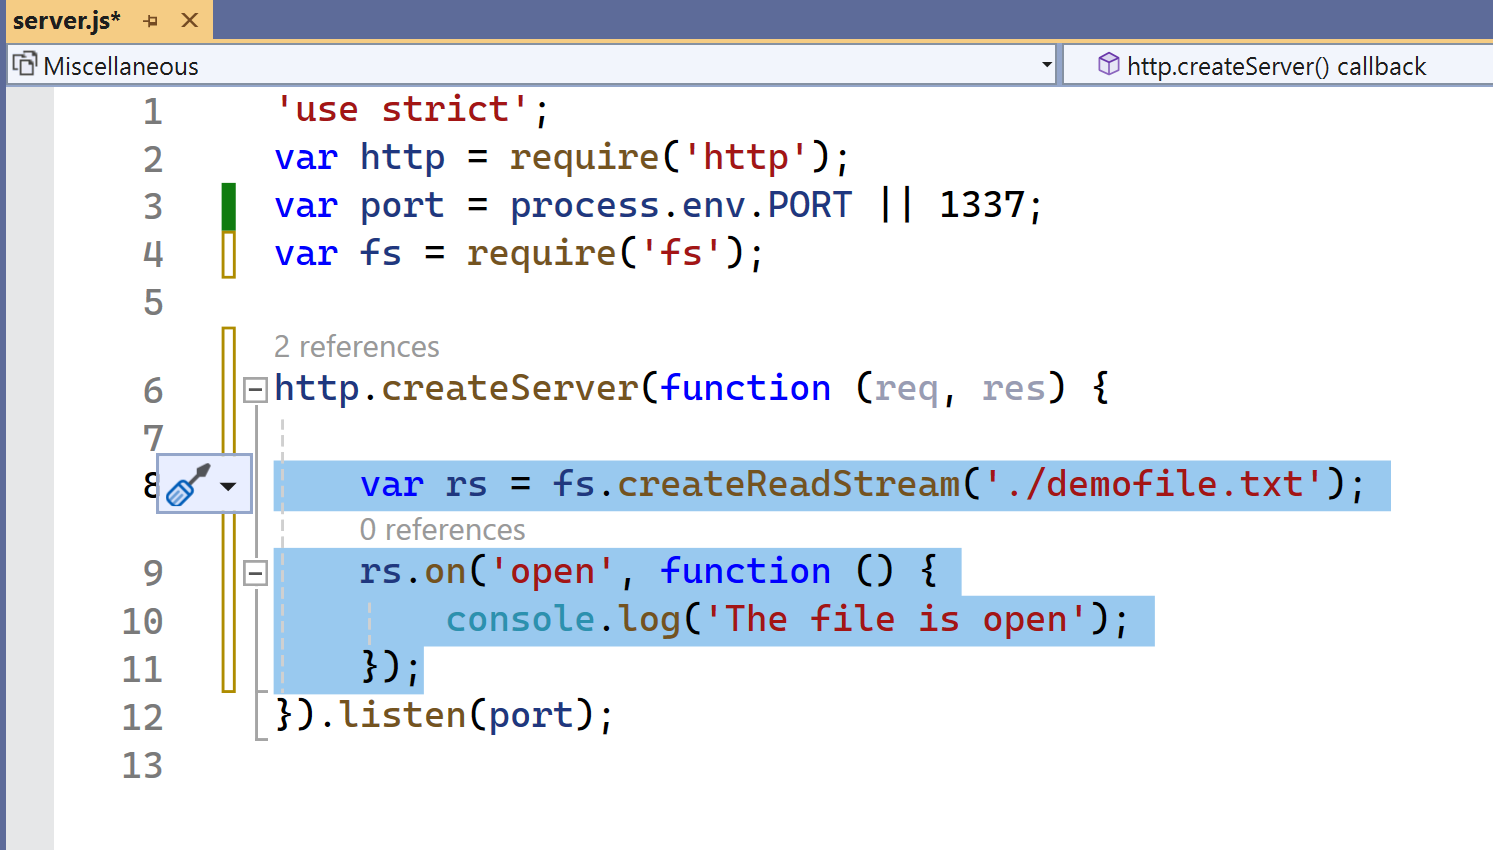 server.js*
Miscellaneous
http.createServer() callback
1 'use strict';
2 var http = require('http');
3 var port = process.env.PORT || 1337;
4 var fs = require('fs');
5
2 references
6 http.createServer(function (req, res) {
7
8     var rs = fs.createReadStream('./demofile.txt');
0 references
9     rs.on('open', function () {
10         console.log('The file is open');
11     });
12 }).listen(port);
13